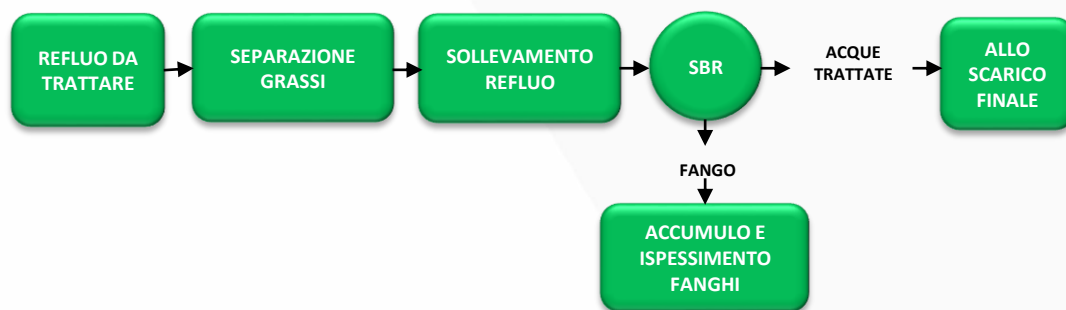 REFLUO DA
TRATTARE
SEPARAZIONE
GRASSI
SOLLEVAMENTO
REFLUO
SBR
ACQUE
TRATTATE
ALLO
SCARICO
FINALE
FANGO
ACCUMULO E
ISPESSIMENTO
FANGHI